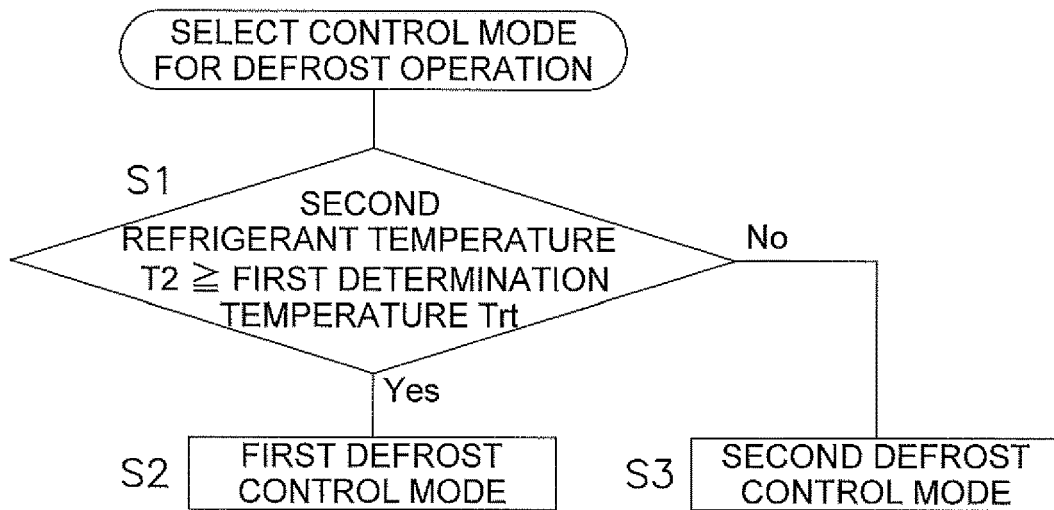 SELECT CONTROL MODE
FOR DEFROST OPERATION
S1
SECOND
REFRIGERANT TEMPERATURE
T2 ≧ FIRST DETERMINATION
TEMPERATURE Trt
No
Yes
S2
FIRST DEFROST
CONTROL MODE
S3
SECOND DEFROST
CONTROL MODE